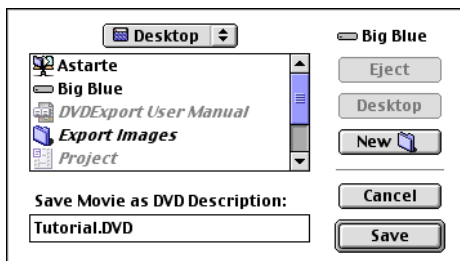 Desktop
Big Blue
Astarte
Big Blue
DVDExport User Manual
Export Images
Project
Eject
Desktop
New
Save Movie as DVD Description:
Tutorial.DVD
Cancel
Save